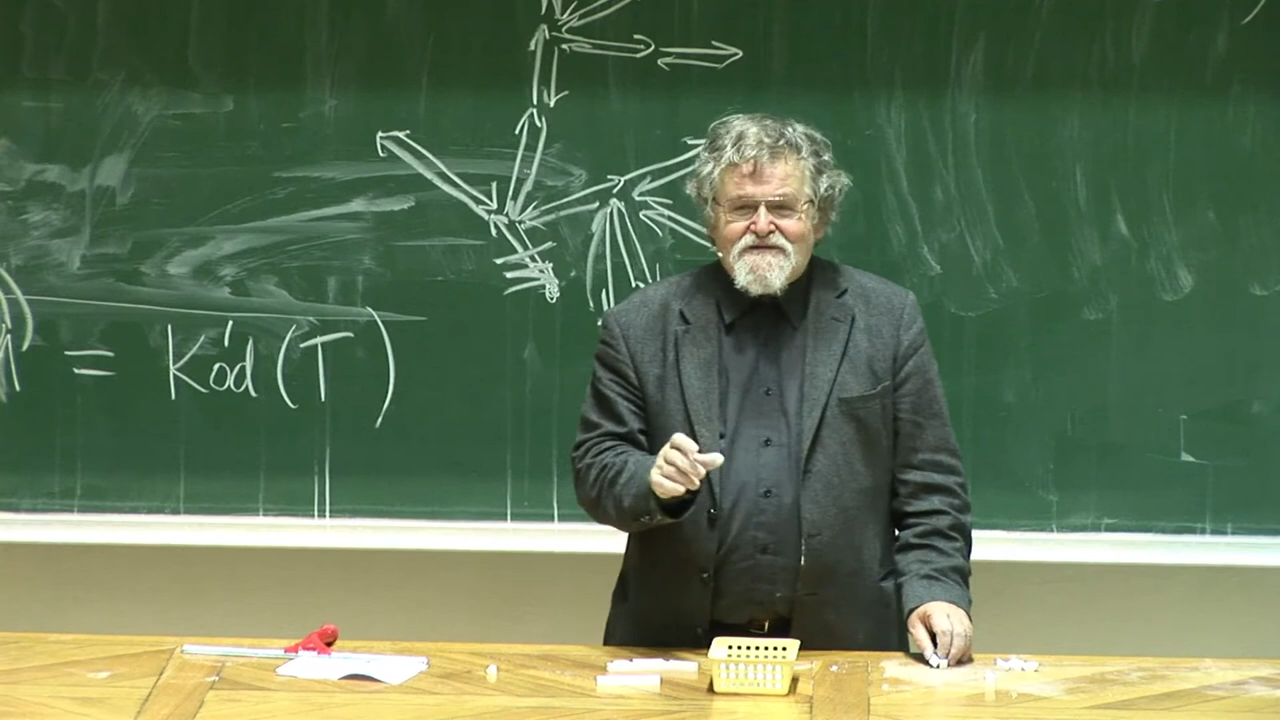 = Kód (T)